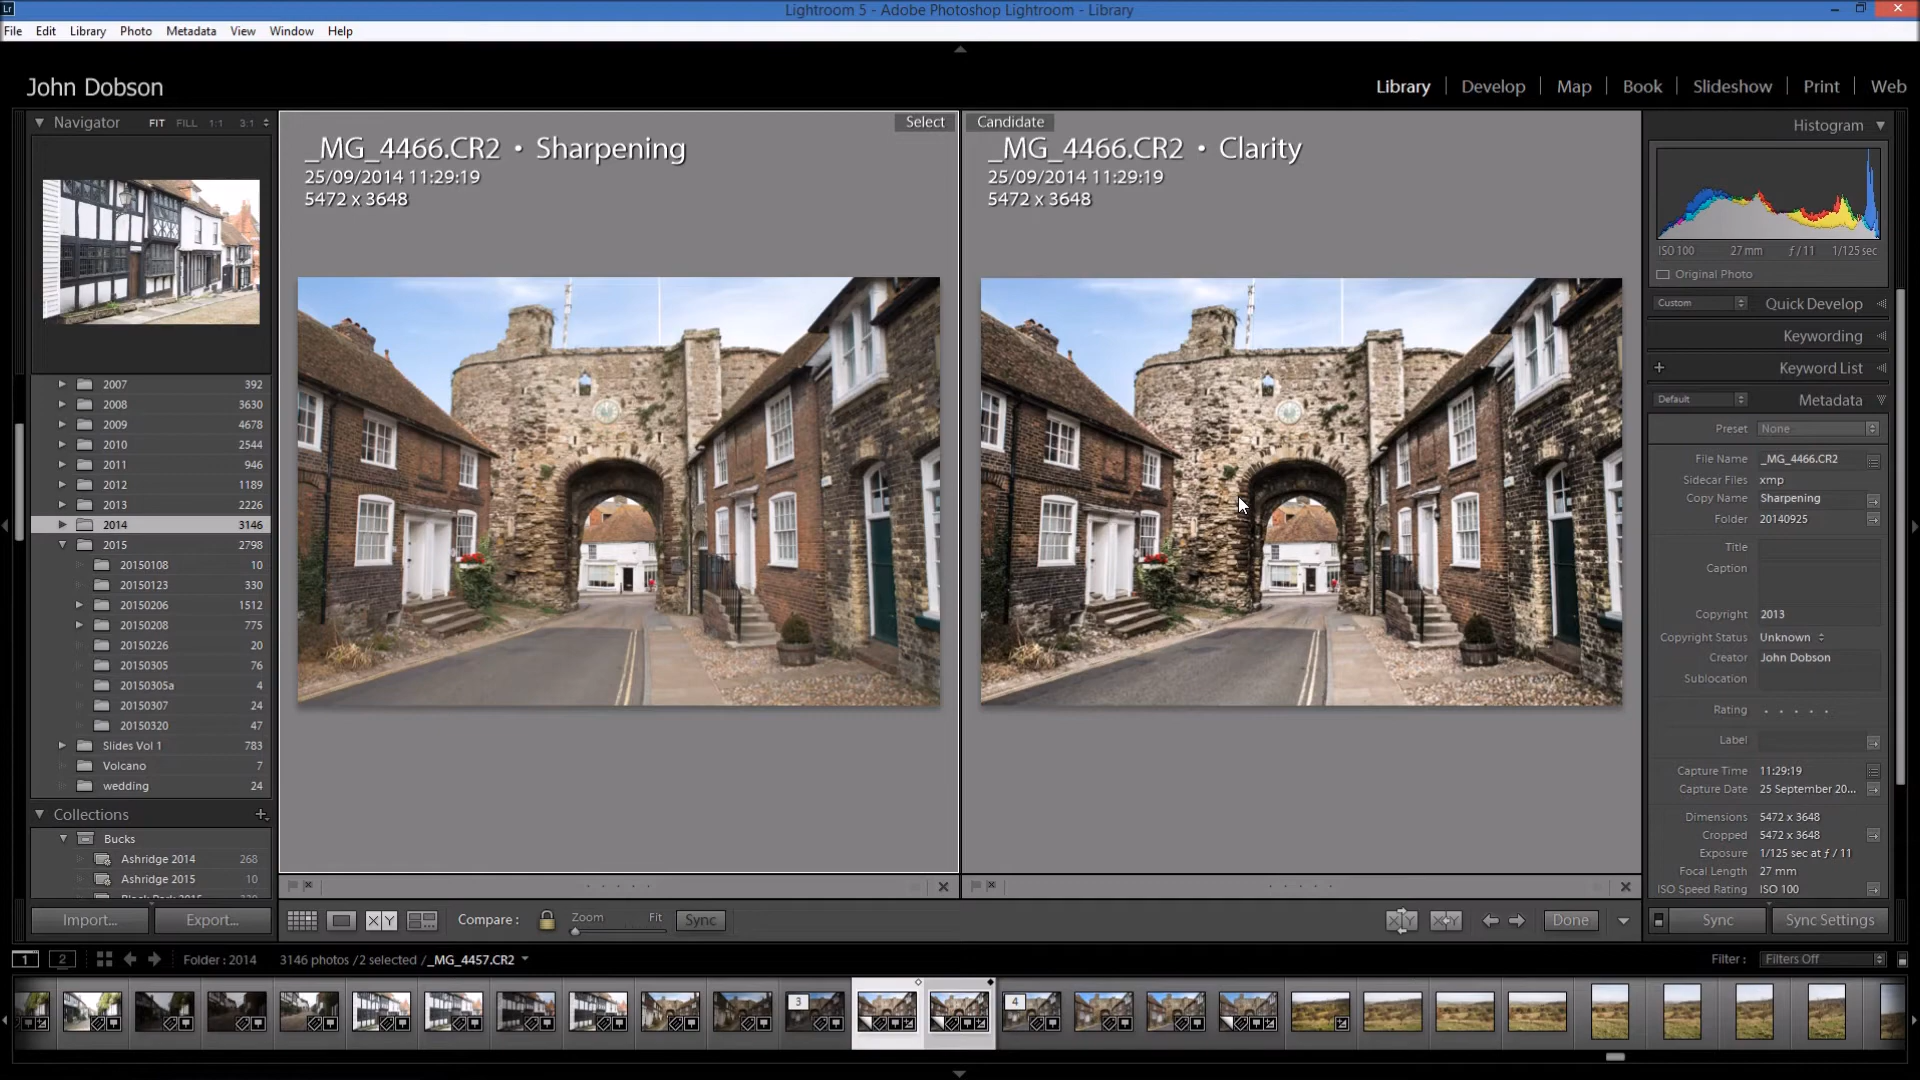 Lr
Lightroom 5 - Adobe Photoshop Lightroom - Library
File Edit Library Photo Metadata View Window Help
John Dobson
Library Develop Map Book Slideshow Print Web
Navigator FIT FILL 1:1 3:1
Select
_MG_4466.CR2 • Sharpening
25/09/2014 11:29:19
5472 x 3648
Candidate
_MG_4466.CR2 • Clarity
25/09/2014 11:29:19
5472 x 3648
2007 392
2008 3630
2009 4678
2010 2544
2011 946
2012 1189
2013 2226
2014 3146
2015 2798
20150108 10
20150123 330
20150206 1512
20150208 775
20150226 20
20150305 76
20150305a 4
20150307 24
20150320 47
Slides Vol 1 783
Volcano 7
wedding 24
Collections
Bucks
Ashridge 2014 268
Ashridge 2015 10
Import... Export...
Compare : Zoom Fit Sync
Done
Histogram
ISO 100 27 mm ƒ / 11 1/125 sec
Original Photo
Custom Quick Develop
Keywording
Keyword List
Default Metadata
Preset None
File Name _MG_4466.CR2
Sidecar Files xmp
Copy Name Sharpening
Folder 20140925
Title
Caption
Copyright 2013
Copyright Status Unknown
Creator John Dobson
Sublocation
Rating
Label
Capture Time 11:29:19
Capture Date 25 September 20...
Dimensions 5472 x 3648
Cropped 5472 x 3648
Exposure 1/125 sec at ƒ / 11
Focal Length 27 mm
ISO Speed Rating ISO 100
Sync Sync Settings
1 2 Folder : 2014 3146 photos /2 selected /_MG_4457.CR2
Filter : Filters Off
3
4